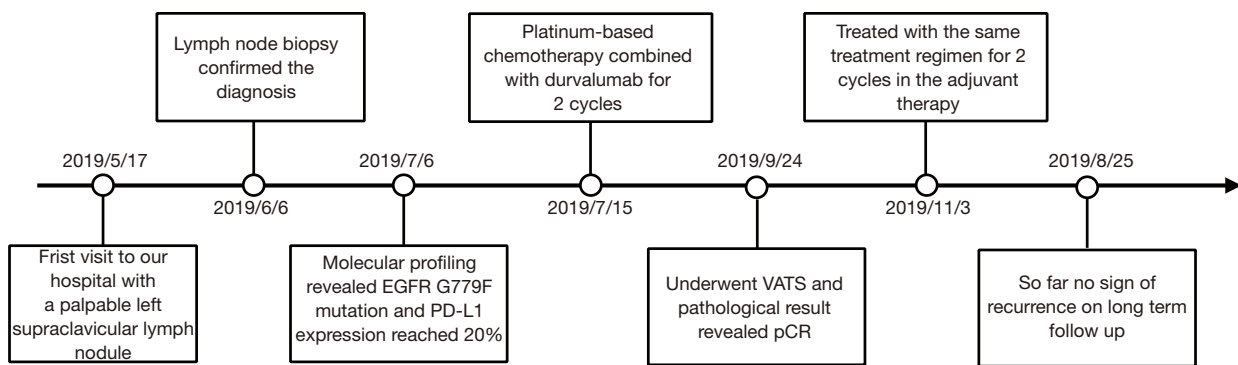 Lymph node biopsy
confirmed the
diagnosis
Platinum-based
chemotherapy combined
with durvalumab for
2 cycles
Treated with the same
treatment regimen for 2
cycles in the adjuvant
therapy
2019/5/17
2019/7/6
2019/9/24
2019/8/25
2019/6/6
2019/7/15
2019/11/3
Frist visit to our
hospital with
a palpable left
supraclavicular lymph
nodule
Molecular profiling
revealed EGFR G779F
mutation and PD-L1
expression reached 20%
Underwent VATS and
pathological result
revealed pCR
So far no sign of
recurrence on long term
follow up